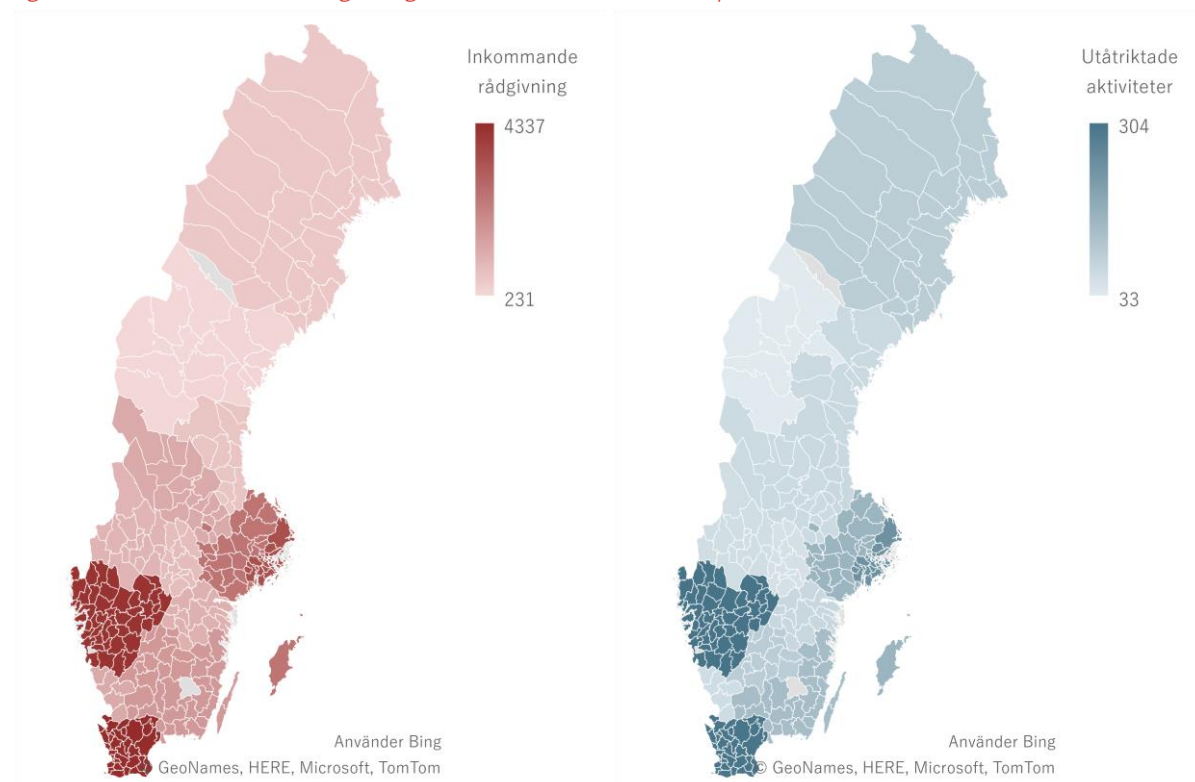 Inkommande
rådgivning
4337
231
Använder Bing
GeoNames, HERE, Microsoft, TomTom
Utåtriktade
aktiviteter
304
33
Använder Bing
© GeoNames, HERE, Microsoft, TomTom